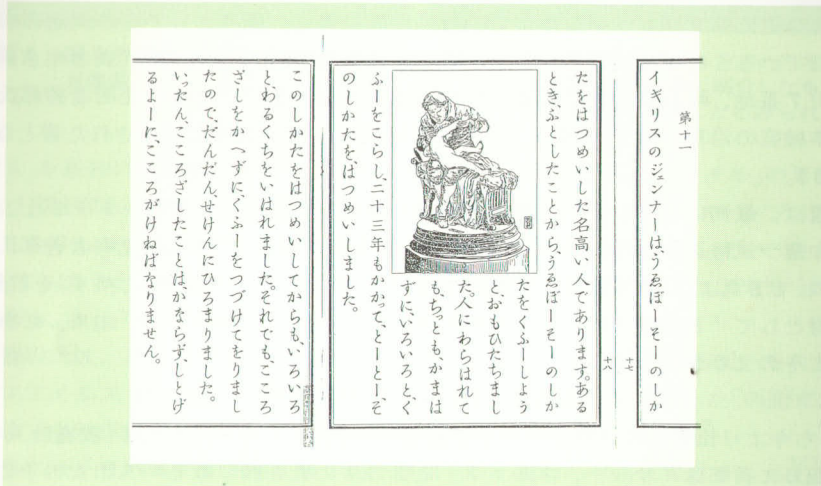 第十一
イギリスのジェンナーは、うゑぼーそーのしか
十七
十八
たをはつめいした名高い人であります。ある
とき、ふとしたことから、うゑぼーそーのしか
たをくふーしよう
と、おもひたちまし
た。人にわらはれて
も、ちっとも、かまは
ずに、いろいろと、く
ふーをこらし、二十三年もかかって、とーとー、そ
のしかたを、はつめいしました。
このしかたをはつめいしてからも、いろいろ
と、わるくちをいはれました。それでも、こころ
ざしをかへずに、くふーをつづけてをりまし
たので、だんだん、せけんにひろまりました。
いったん、こころざしたことは、かならず、しとげ
るよーに、こころがけねばなりません。